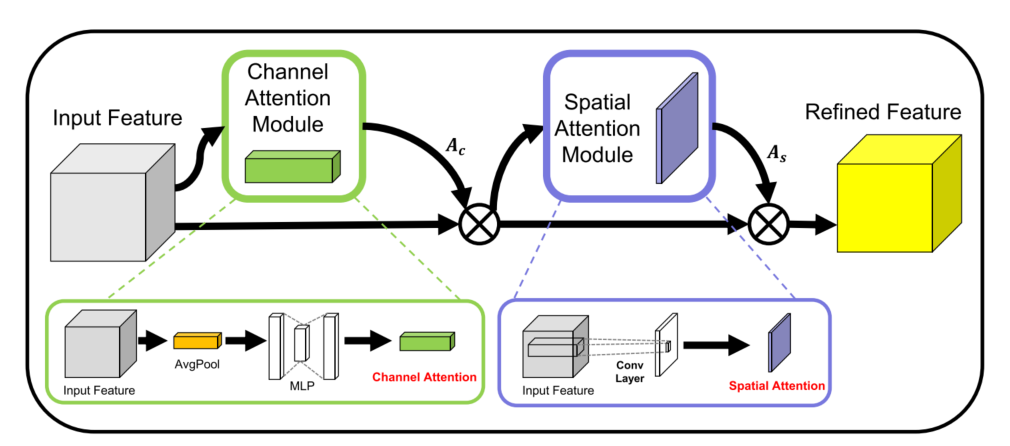 Input Feature
Channel
Attention
Module
A_c
Spatial
Attention
Module
A_s
Refined Feature
Input Feature
AvgPool
MLP
Channel Attention
Input Feature
Conv
Layer
Spatial Attention